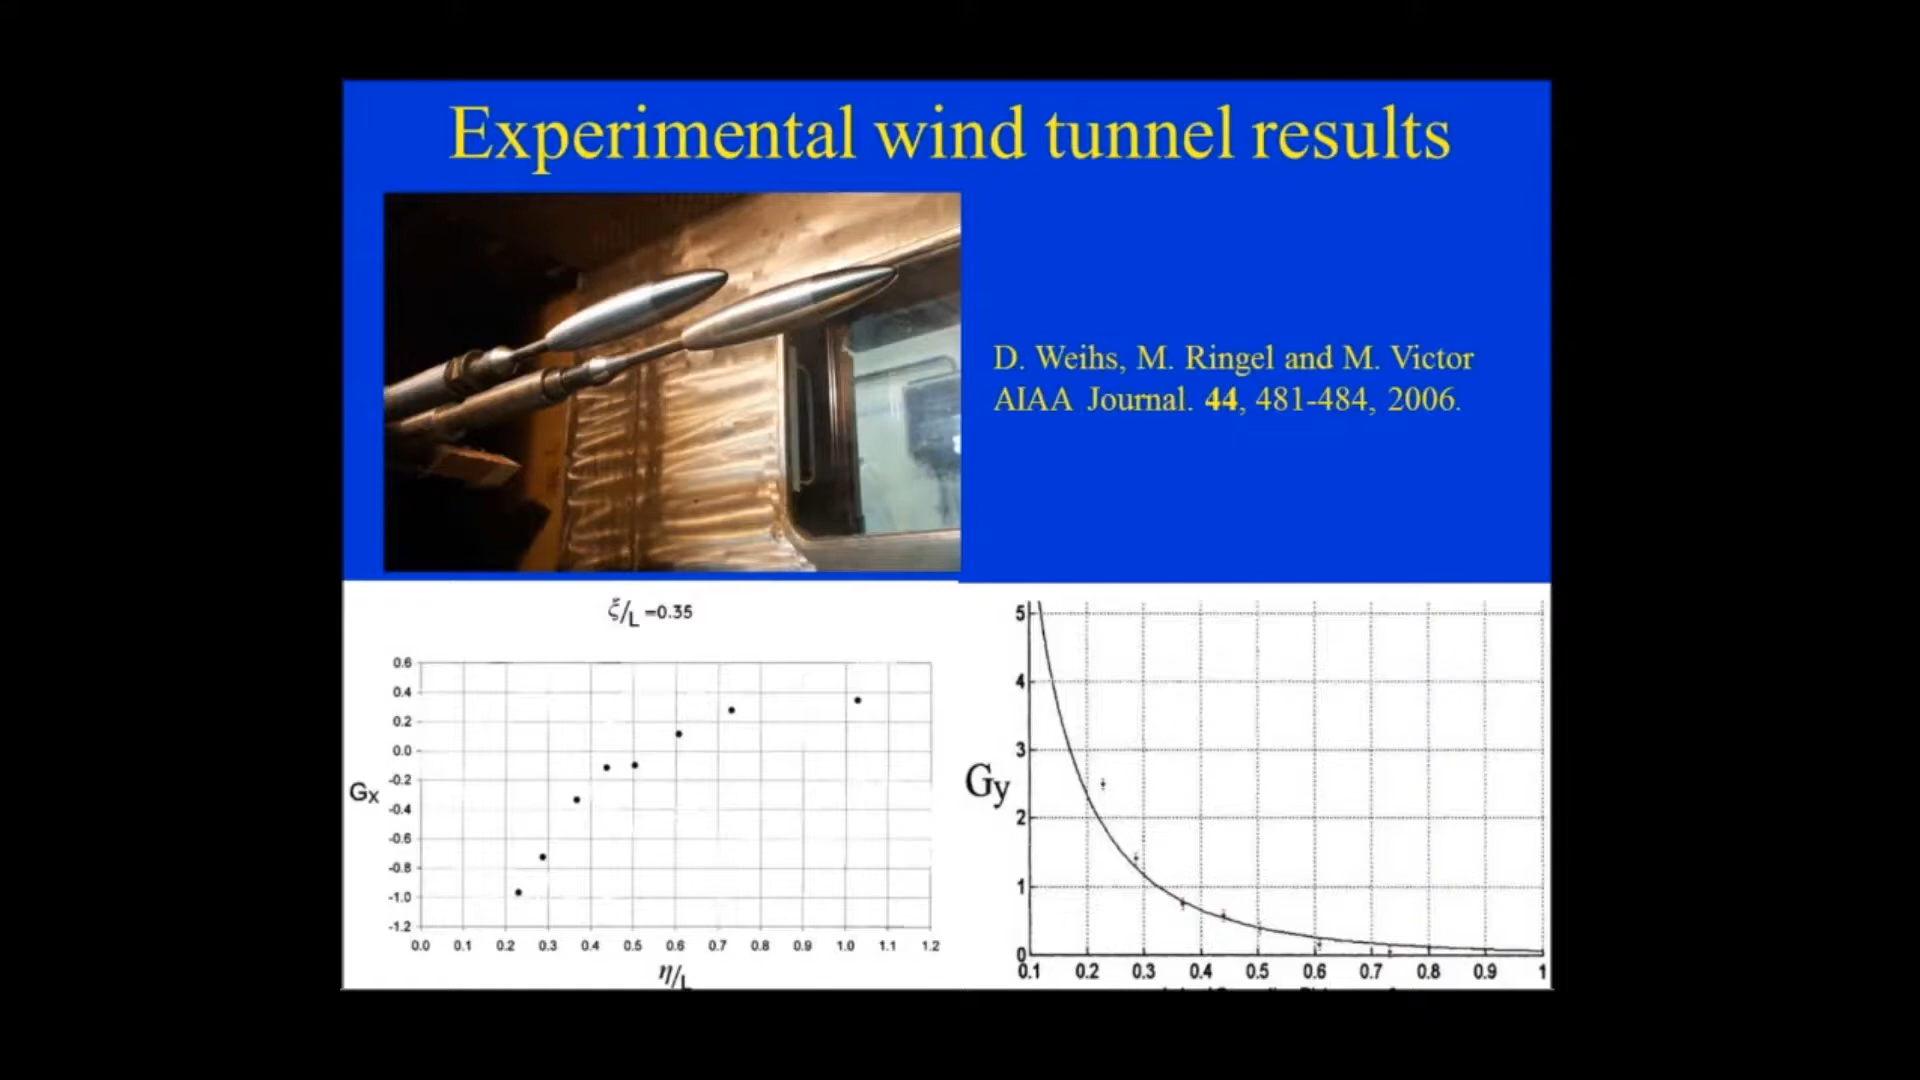 Experimental wind tunnel results
D. Weihs, M. Ringel and M. Victor
AIAA Journal. 44, 481-484, 2006.
ξ/L =0.35
0.6
0.4
0.2
0.0
-0.2
Gx
-0.4
-0.6
-0.8
-1.0
-1.2
0.0 0.1 0.2 0.3 0.4 0.5 0.6 0.7 0.8 0.9 1.0 1.1 1.2
η/L
5
4
3
Gy
2
1
0
0.1 0.2 0.3 0.4 0.5 0.6 0.7 0.8 0.9 1